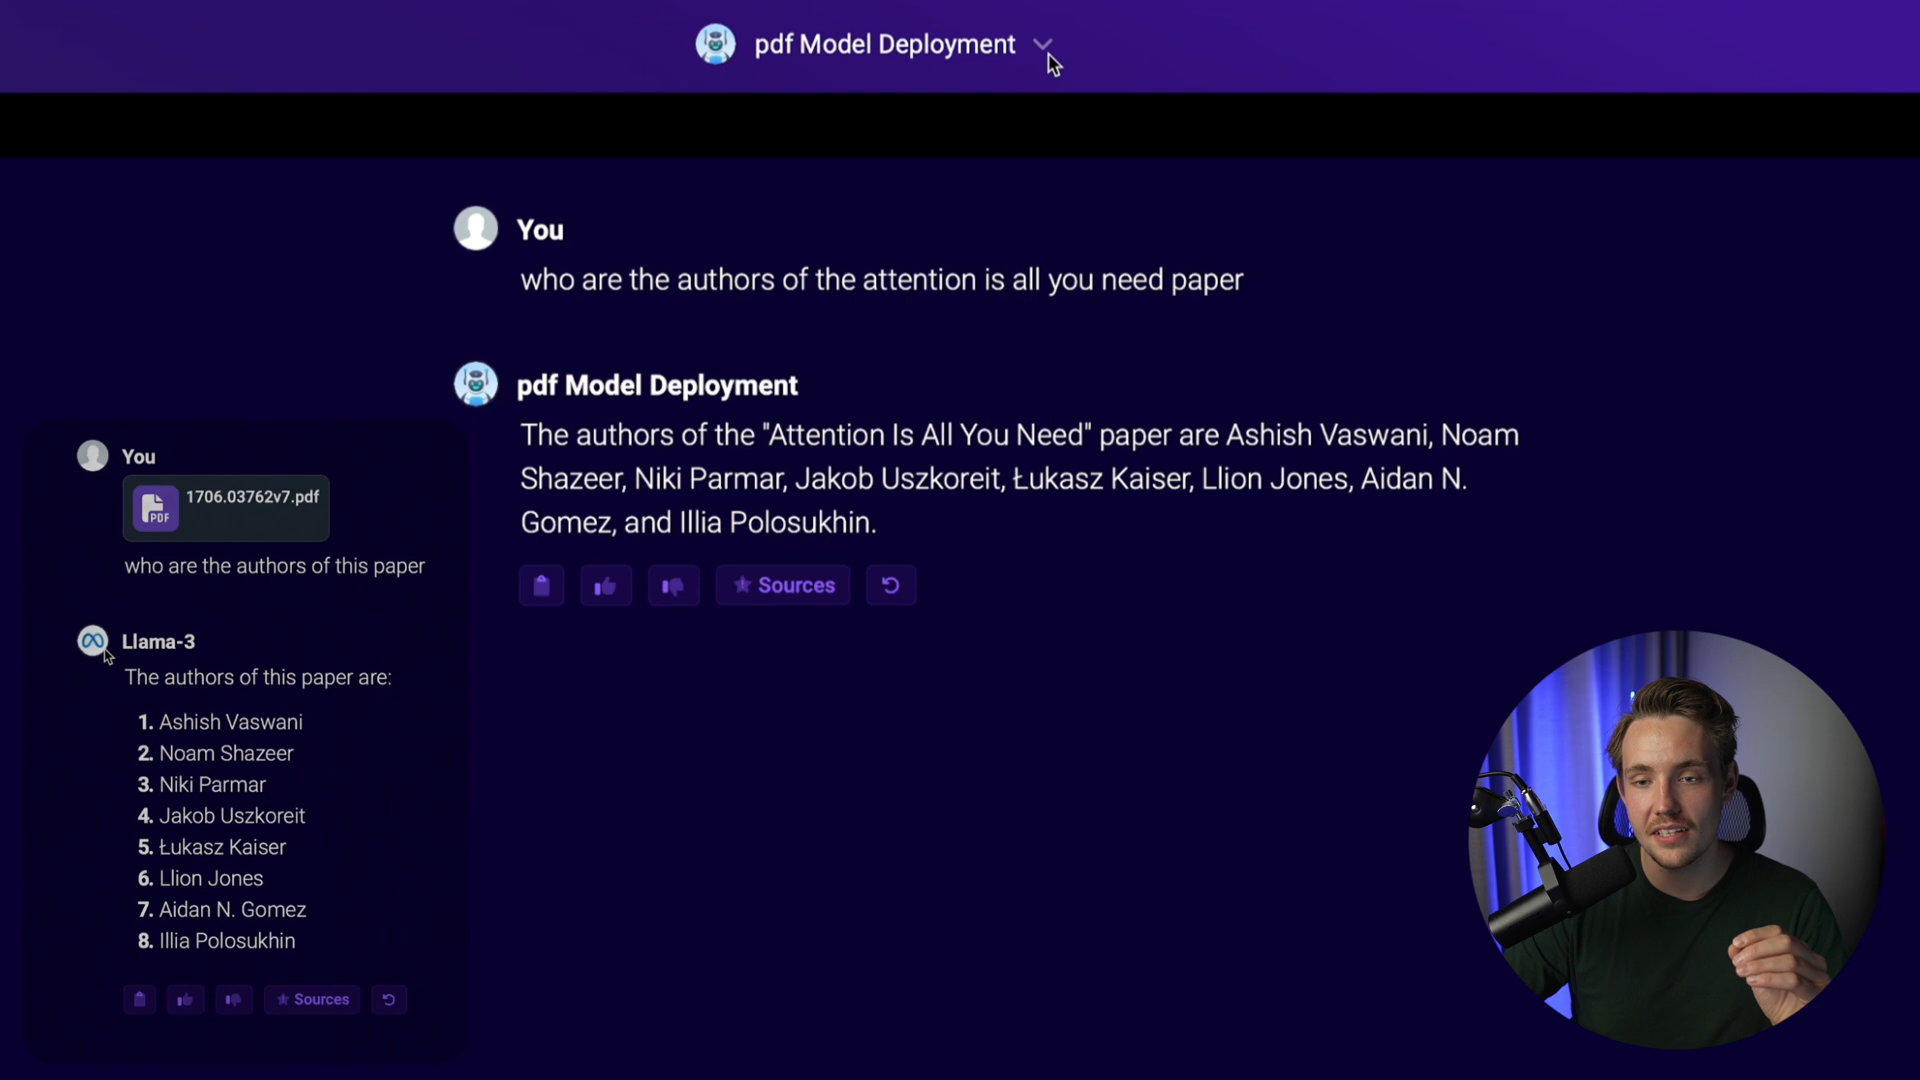 pdf Model Deployment
You
who are the authors of the attention is all you need paper
pdf Model Deployment
The authors of the "Attention Is All You Need" paper are Ashish Vaswani, Noam
Shazeer, Niki Parmar, Jakob Uszkoreit, Łukasz Kaiser, Llion Jones, Aidan N.
Gomez, and Illia Polosukhin.
Sources
You
1706.03762v7.pdf
PDF
who are the authors of this paper
Llama-3
The authors of this paper are:
1. Ashish Vaswani
2. Noam Shazeer
3. Niki Parmar
4. Jakob Uszkoreit
5. Łukasz Kaiser
6. Llion Jones
7. Aidan N. Gomez
8. Illia Polosukhin
Sources